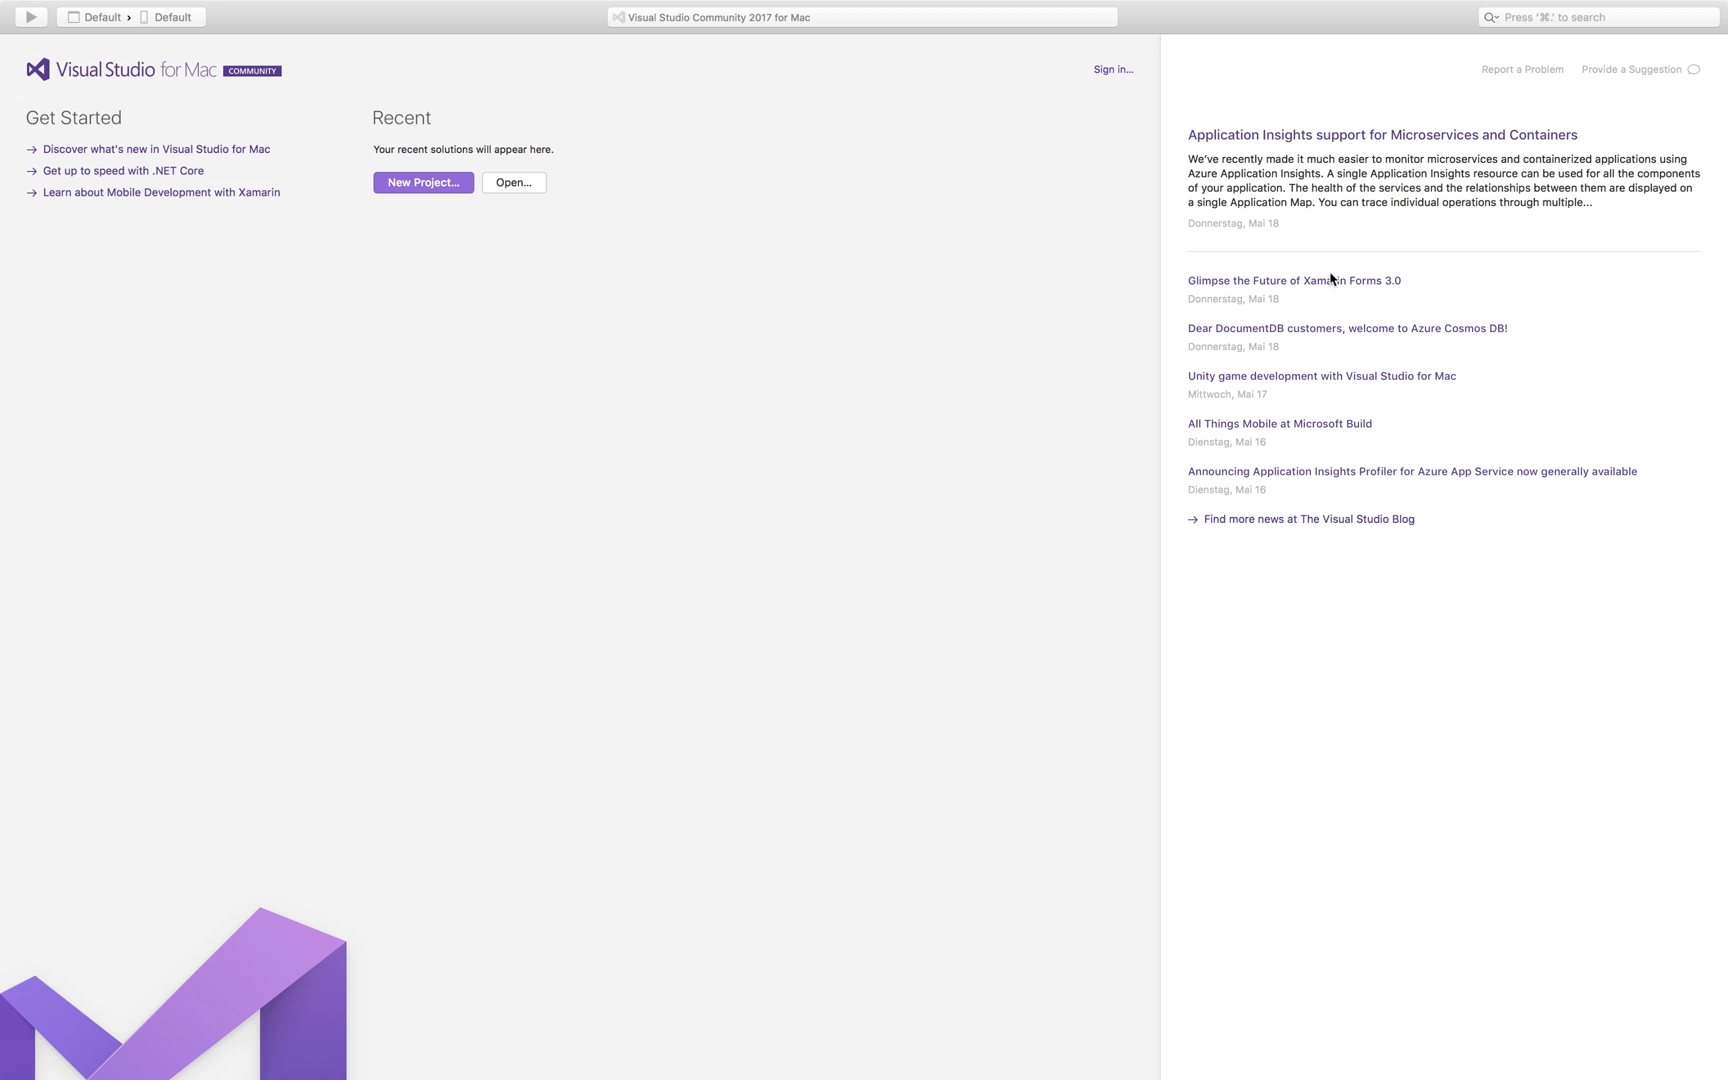 Default › Default
Visual Studio Community 2017 for Mac
Press '⌘.' to search
Visual Studio for Mac COMMUNITY
Sign in...
Get Started
Discover what's new in Visual Studio for Mac
Get up to speed with .NET Core
Learn about Mobile Development with Xamarin
Recent
Your recent solutions will appear here.
New Project...
Open...
Report a Problem
Provide a Suggestion
Application Insights support for Microservices and Containers
We've recently made it much easier to monitor microservices and containerized applications using
Azure Application Insights. A single Application Insights resource can be used for all the components
of your application. The health of the services and the relationships between them are displayed on
a single Application Map. You can trace individual operations through multiple...
Donnerstag, Mai 18
Glimpse the Future of Xamarin Forms 3.0
Donnerstag, Mai 18
Dear DocumentDB customers, welcome to Azure Cosmos DB!
Donnerstag, Mai 18
Unity game development with Visual Studio for Mac
Mittwoch, Mai 17
All Things Mobile at Microsoft Build
Dienstag, Mai 16
Announcing Application Insights Profiler for Azure App Service now generally available
Dienstag, Mai 16
Find more news at The Visual Studio Blog